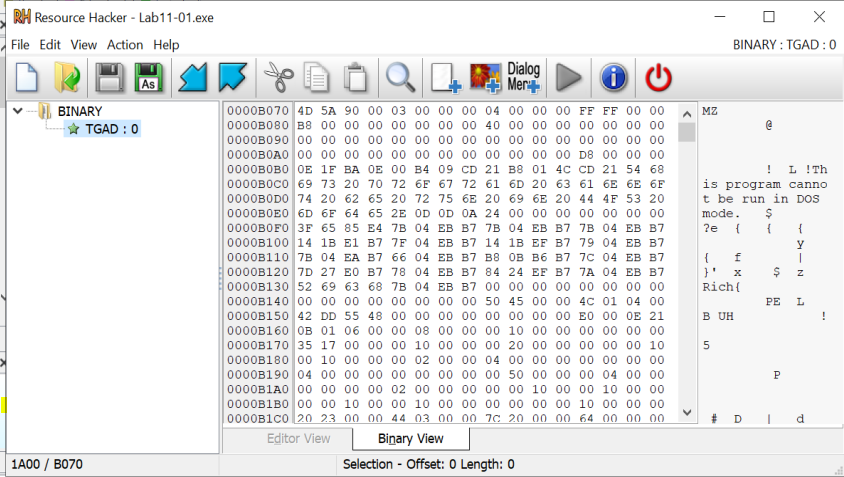 Resource Hacker - Lab11-01.exe
File Edit View Action Help
BINARY : TGAD : 0
As
Dialog
Menu
BINARY
TGAD : 0
0000B070 4D 5A 90 00 03 00 00 00 04 00 00 00 FF FF 00 00 MZ
0000B080 B8 00 00 00 00 00 00 00 40 00 00 00 00 00 00 00 @
0000B090 00 00 00 00 00 00 00 00 00 00 00 00 00 00 00 00
0000B0A0 00 00 00 00 00 00 00 00 00 00 00 00 D8 00 00 00
0000B0B0 0E 1F BA 0E 00 B4 09 CD 21 B8 01 4C CD 21 54 68 ! L !Th
0000B0C0 69 73 20 70 72 6F 67 72 61 6D 20 63 61 6E 6E 6F is program canno
0000B0D0 74 20 62 65 20 72 75 6E 20 69 6E 20 44 4F 53 20 t be run in DOS
0000B0E0 6D 6F 64 65 2E 0D 0D 0A 24 00 00 00 00 00 00 00 mode. $
0000B0F0 3F 65 85 E4 7B 04 EB B7 7B 04 EB B7 7B 04 EB B7 ?e { { {
0000B100 14 1B E1 B7 7F 04 EB B7 14 1B EF B7 79 04 EB B7 y
0000B110 7B 04 EA B7 66 04 EB B7 B8 0B B6 B7 7C 04 EB B7 { f |
0000B120 7D 27 E0 B7 78 04 EB B7 84 24 EF B7 7A 04 EB B7 }' x $ z
0000B130 52 69 63 68 7B 04 EB B7 00 00 00 00 00 00 00 00 Rich{
0000B140 00 00 00 00 00 00 00 00 50 45 00 00 4C 01 04 00 PE L
0000B150 42 DD 55 48 00 00 00 00 00 00 00 00 E0 00 0E 21 B UH !
0000B160 0B 01 06 00 00 08 00 00 00 10 00 00 00 00 00 00
0000B170 35 17 00 00 00 10 00 00 00 20 00 00 00 00 00 10 5
0000B180 00 10 00 00 00 02 00 00 04 00 00 00 00 00 00 00
0000B190 04 00 00 00 00 00 00 00 00 50 00 00 00 04 00 00 P
0000B1A0 00 00 00 00 02 00 00 00 00 00 10 00 00 10 00 00
0000B1B0 00 00 10 00 00 10 00 00 00 00 00 00 10 00 00 00
0000B1C0 20 23 00 00 44 03 00 00 7C 20 00 00 64 00 00 00 # D | d
Editor View Binary View
1A00 / B070 Selection - Offset: 0 Length: 0